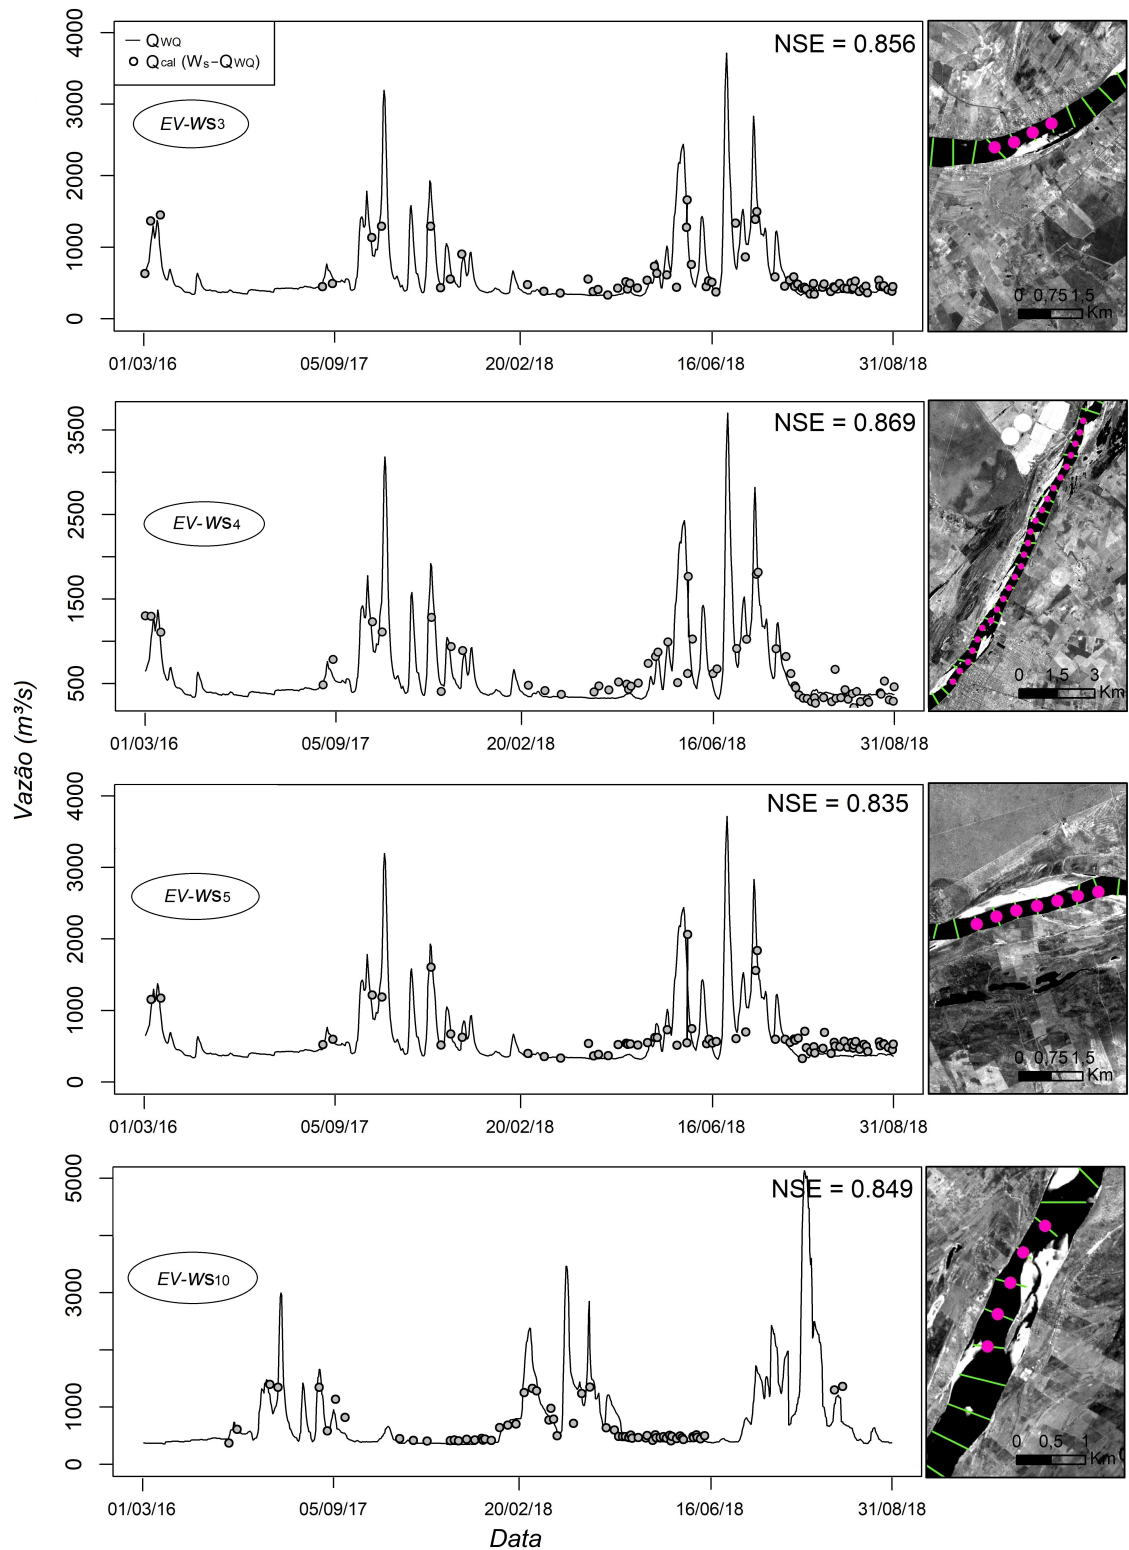 Vazão (m³/s)
4000
3000
2000
1000
0
QWQ
Qcal (Ws−QWQ)
NSE = 0.856
EV-WS3
01/03/16 05/09/17 20/02/18 16/06/18 31/08/18
0 0,75 1,5
Km
3500
2500
1500
500
NSE = 0.869
EV-WS4
01/03/16 05/09/17 20/02/18 16/06/18 31/08/18
0 1,5 3
Km
4000
3000
2000
1000
0
NSE = 0.835
EV-WS5
01/03/16 05/09/17 20/02/18 16/06/18 31/08/18
0 0,75 1,5
Km
5000
3000
1000
0
NSE = 0.849
EV-WS10
01/03/16 05/09/17 20/02/18 16/06/18 31/08/18
0 0,5 1
Km
Data